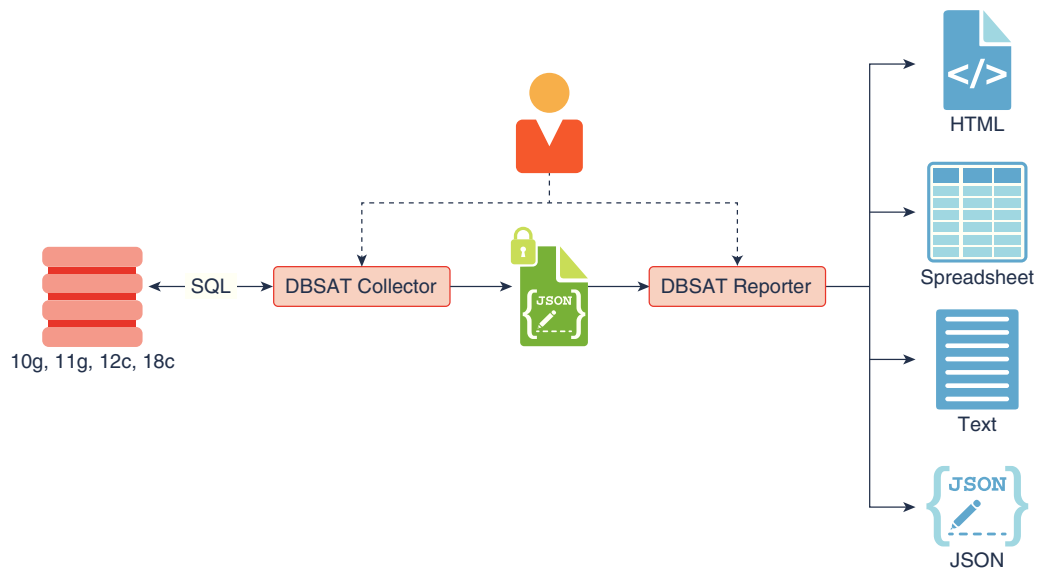 </>
HTML
Spreadsheet
10g, 11g, 12c, 18c
SQL
DBSAT Collector
{JSON}
DBSAT Reporter
Text
{JSON}
JSON